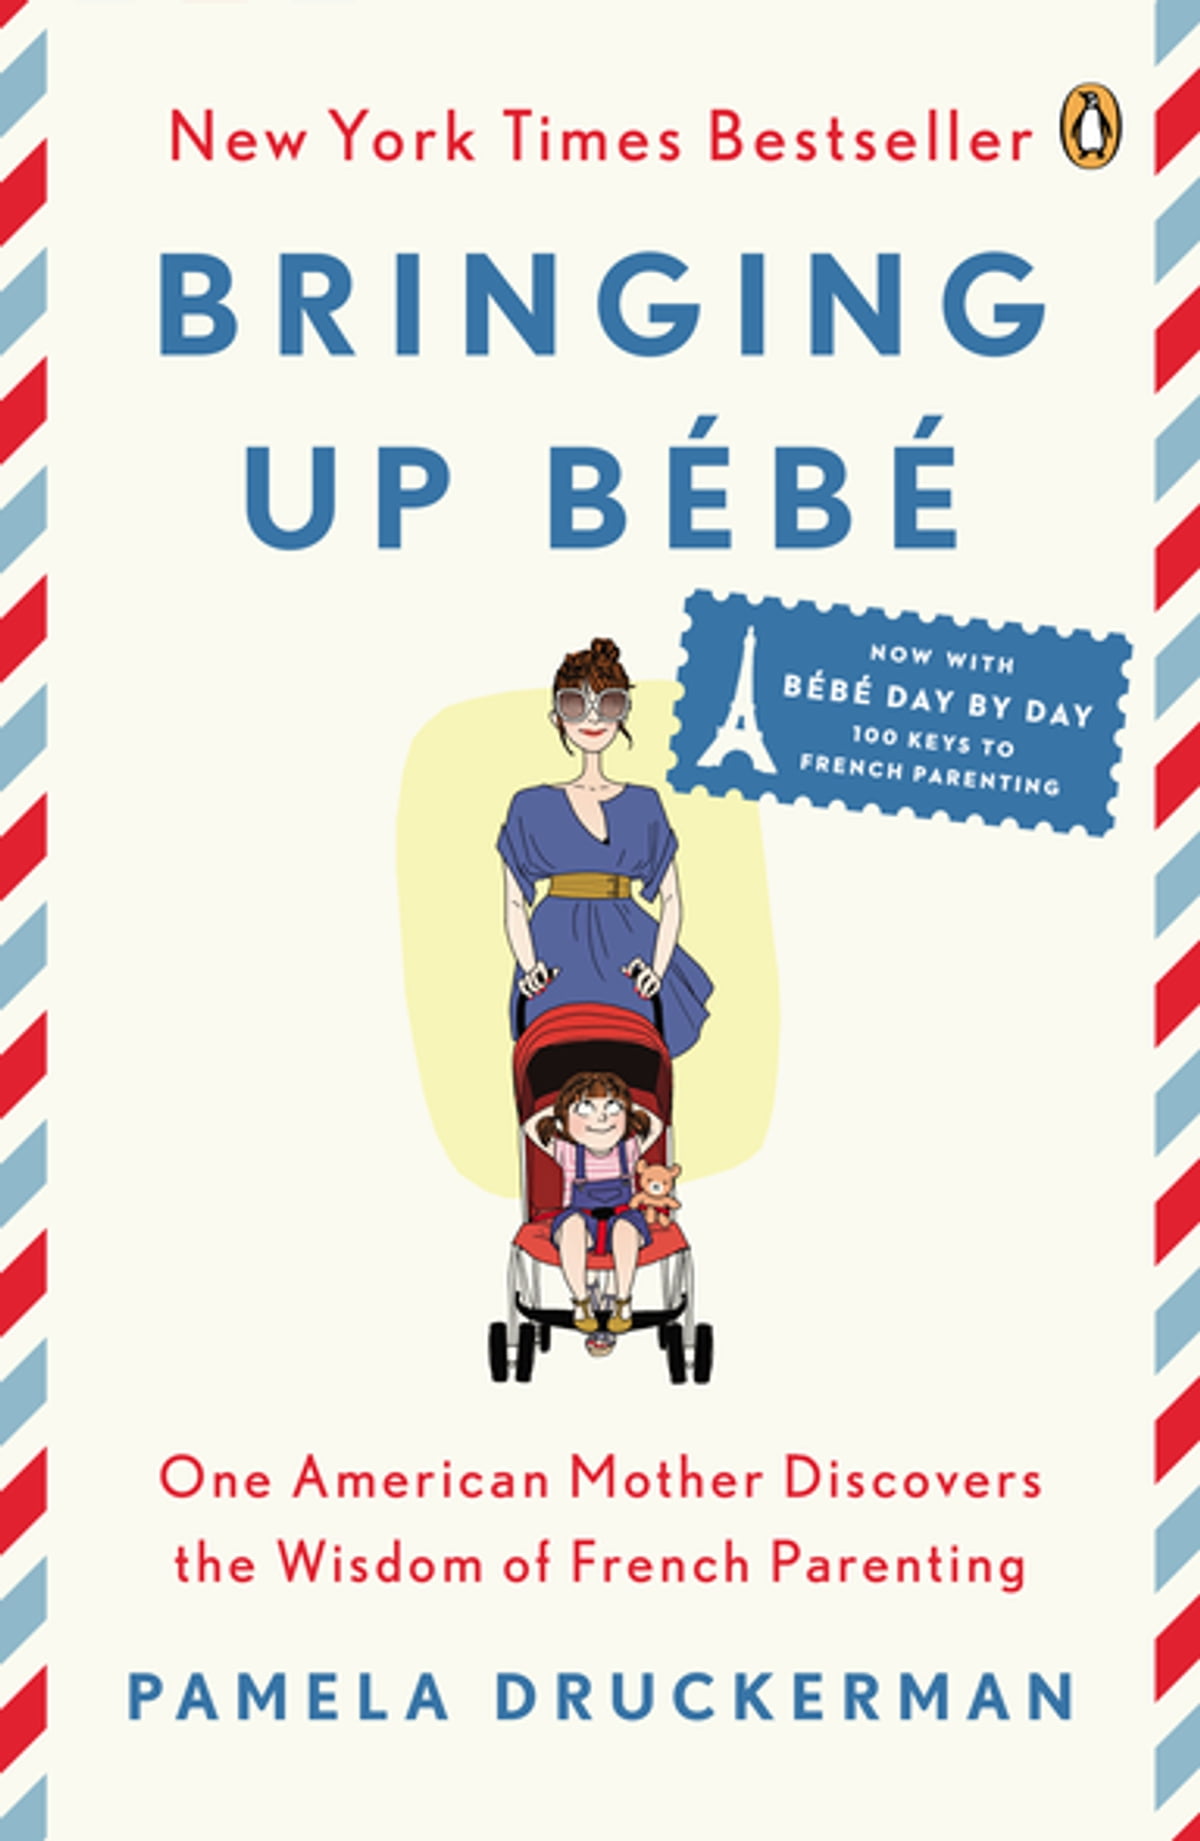 New York Times Bestseller
BRINGING
UP BÉBÉ
NOW WITH
BÉBÉ DAY BY DAY
100 KEYS TO
FRENCH PARENTING
One American Mother Discovers
the Wisdom of French Parenting
PAMELA DRUCKERMAN